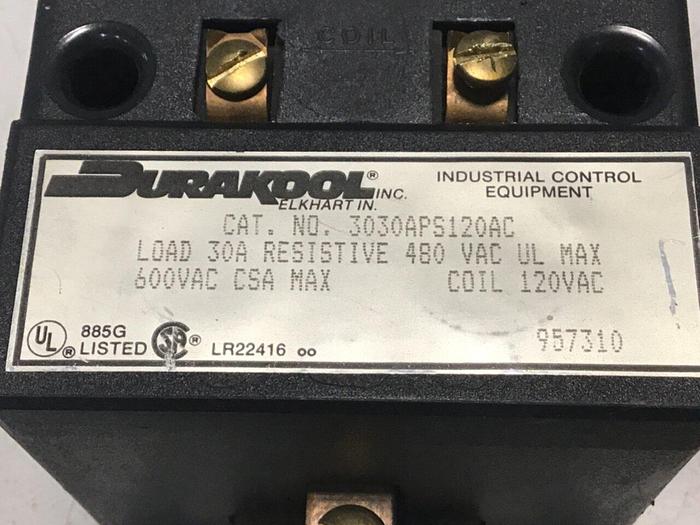 COIL
DURAKOOL® INC.
ELKHART IN.
INDUSTRIAL CONTROL
EQUIPMENT
CAT. NO. 3030APS120AC
LOAD 30A RESISTIVE 480 VAC UL MAX
600VAC CSA MAX COIL 120VAC
UL ® 885G
LISTED SA ® LR22416 oo
957310